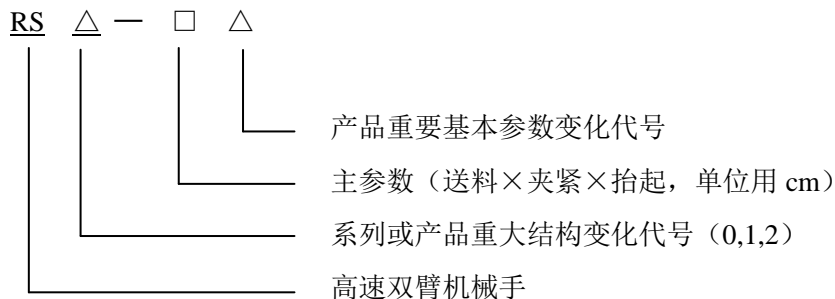 RS △ — □ △
产品重要基本参数变化代号
主参数（送料×夹紧×抬起，单位用 cm）
系列或产品重大结构变化代号（0,1,2）
高速双臂机械手